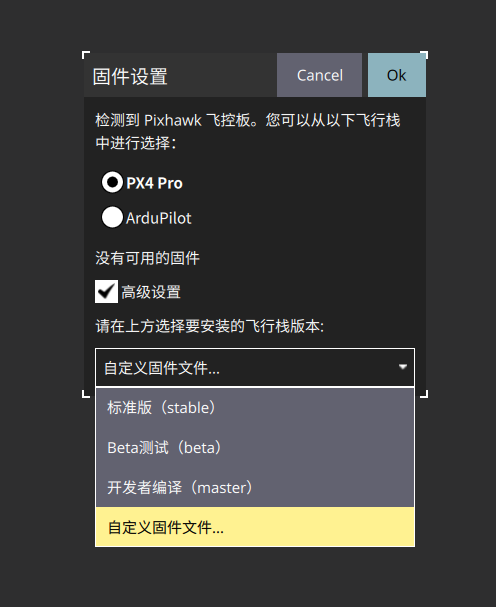 固件设置
Cancel
Ok
检测到 Pixhawk 飞控板。您可以从以下飞行栈
中进行选择：
PX4 Pro
ArduPilot
没有可用的固件
高级设置
请在上方选择要安装的飞行栈版本:
自定义固件文件...
标准版（stable）
Beta测试（beta）
开发者编译（master）
自定义固件文件...